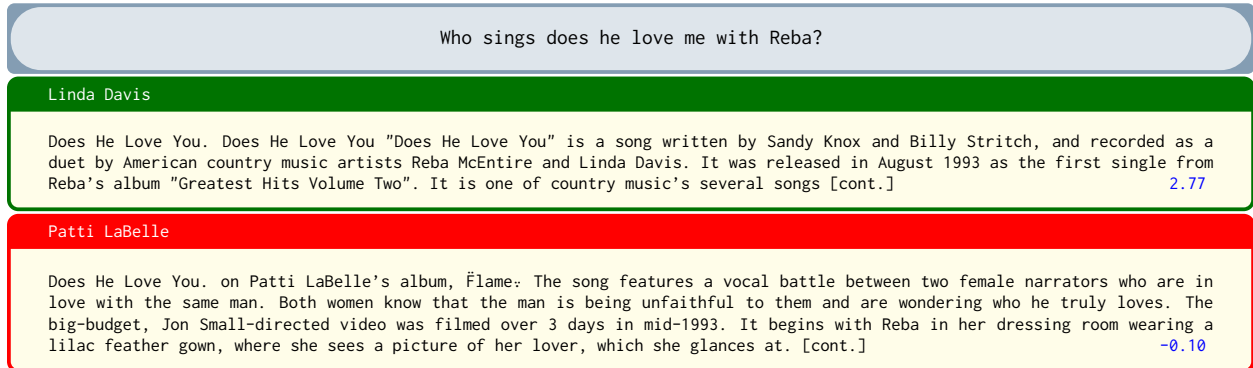 Who sings does he love me with Reba?
Linda Davis
Does He Love You. Does He Love You "Does He Love You" is a song written by Sandy Knox and Billy Stritch, and recorded as a
duet by American country music artists Reba McEntire and Linda Davis. It was released in August 1993 as the first single from
Reba's album "Greatest Hits Volume Two". It is one of country music's several songs [cont.] 2.77
Patti LaBelle
Does He Love You. on Patti LaBelle's album, F̈lame.̈ The song features a vocal battle between two female narrators who are in
love with the same man. Both women know that the man is being unfaithful to them and are wondering who he truly loves. The
big-budget, Jon Small-directed video was filmed over 3 days in mid-1993. It begins with Reba in her dressing room wearing a
lilac feather gown, where she sees a picture of her lover, which she glances at. [cont.] -0.10